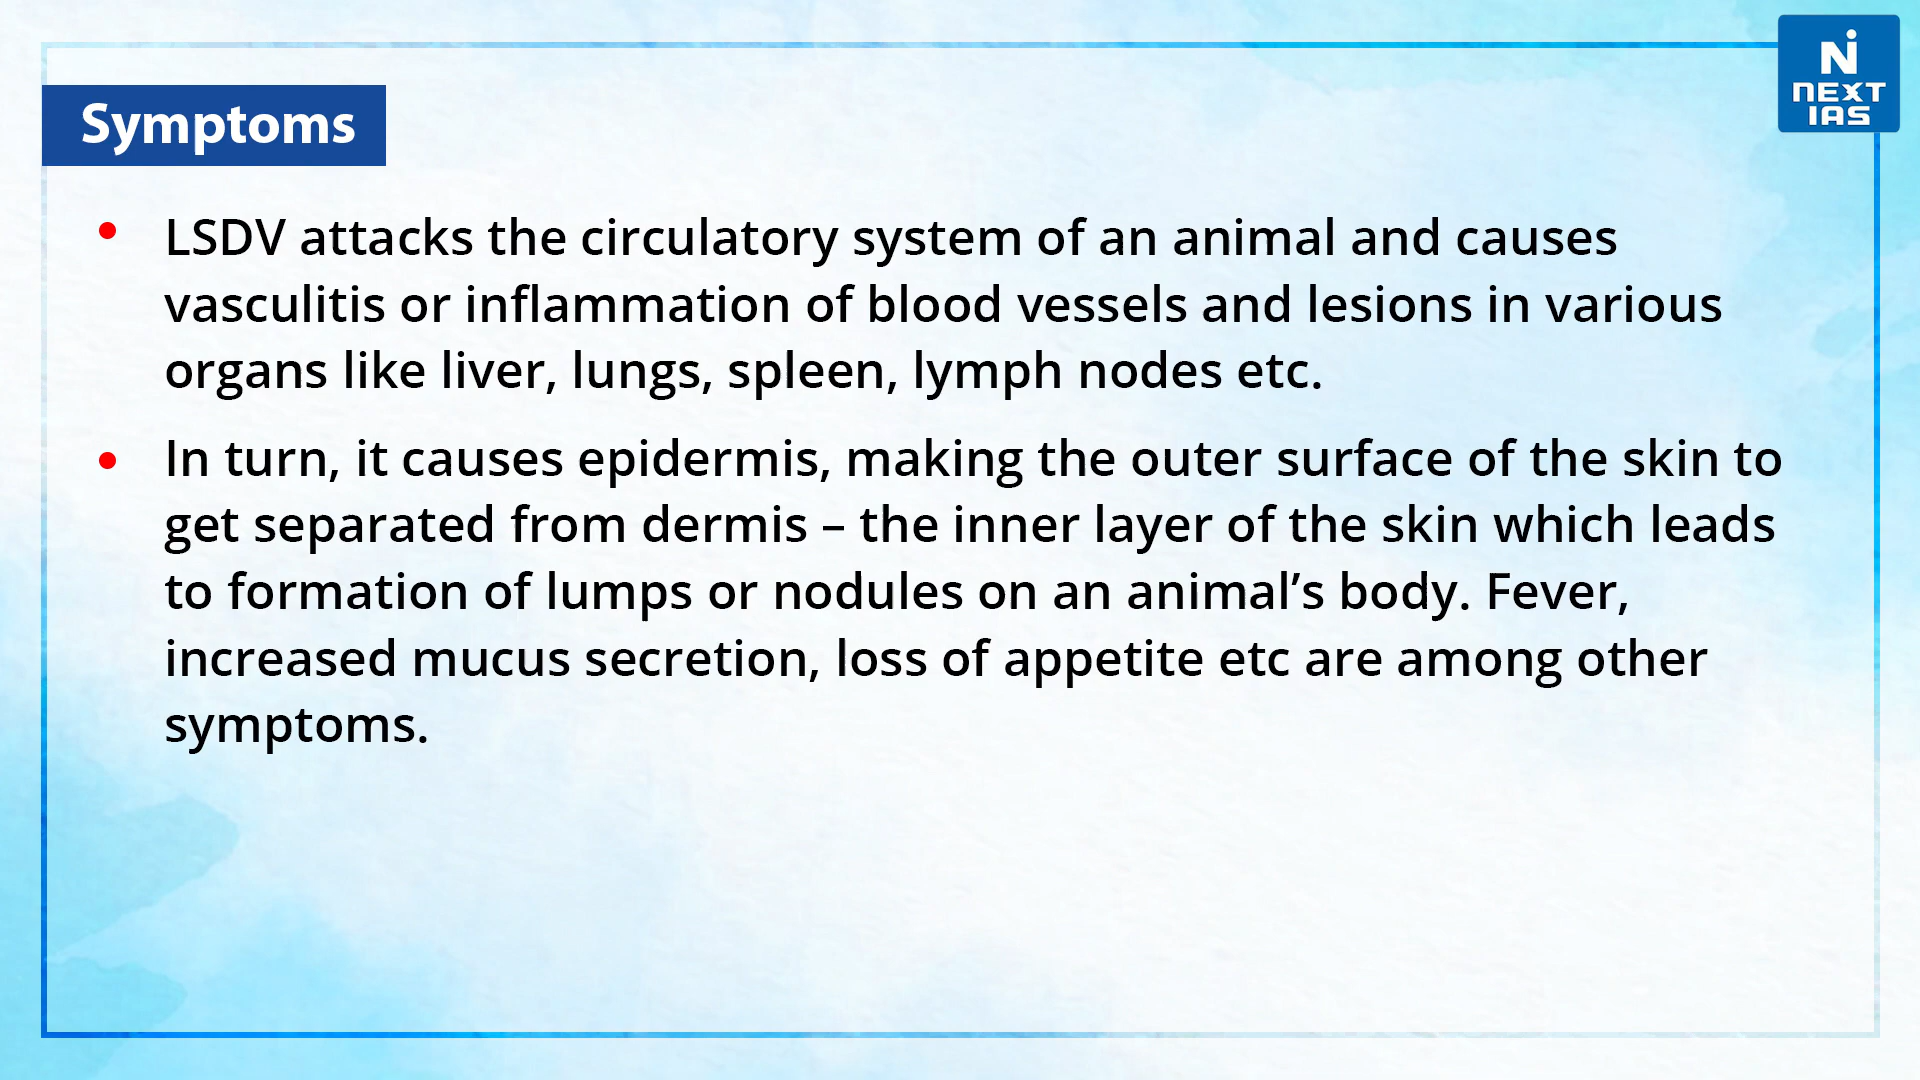 NEXT
IAS
Symptoms
• LSDV attacks the circulatory system of an animal and causes
vasculitis or inflammation of blood vessels and lesions in various
organs like liver, lungs, spleen, lymph nodes etc.
• In turn, it causes epidermis, making the outer surface of the skin to
get separated from dermis – the inner layer of the skin which leads
to formation of lumps or nodules on an animal’s body. Fever,
increased mucus secretion, loss of appetite etc are among other
symptoms.